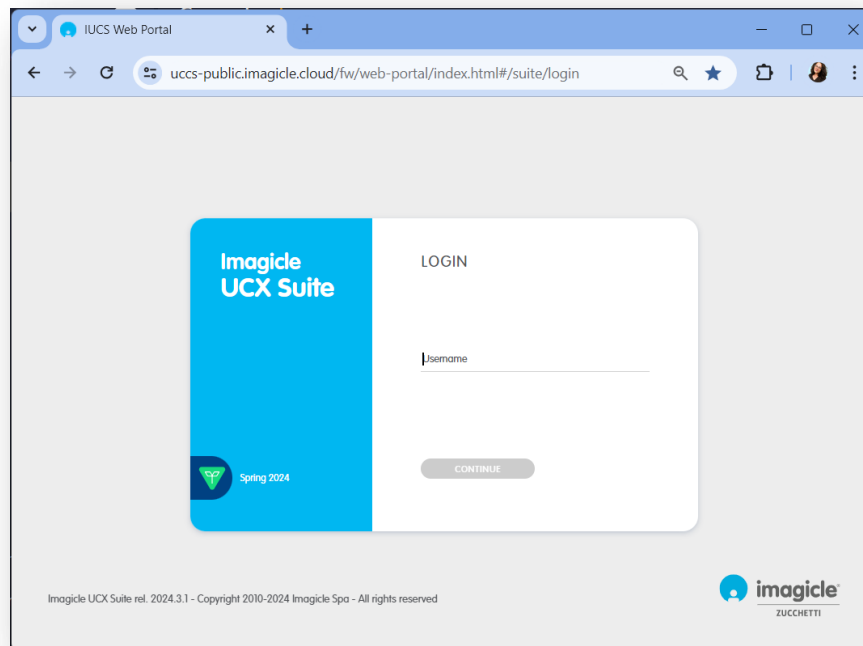 IUCS Web Portal
uccs-public.imagicle.cloud/fw/web-portal/index.html#/suite/login
Imagicle
UCX Suite
LOGIN
Username
CONTINUE
Spring 2024
Imagicle UCX Suite rel. 2024.3.1 - Copyright 2010-2024 Imagicle Spa - All rights reserved
imagicle
ZUCCHETTI